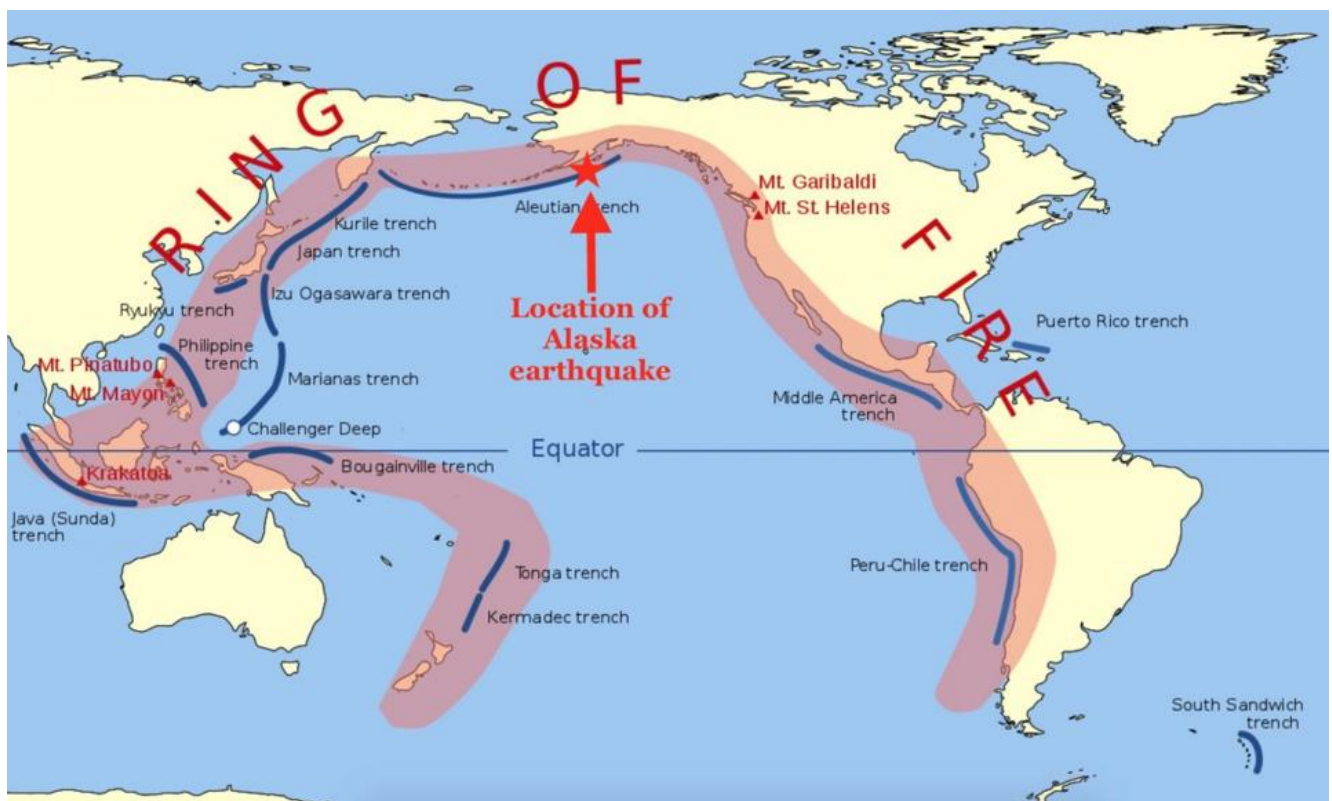 RING OF FIRE
Mt. Garibaldi
Mt. St. Helens
Aleutian trench
Kurile trench
Japan trench
Izu Ogasawara trench
Ryukyu trench
Location of
Alaska
earthquake
Puerto Rico trench
Philippine
trench
Mt. Pinatubo
Mt. Mayon
Marianas trench
Middle America
trench
Challenger Deep
Equator
Bougainville trench
Krakatoa
Java (Sunda)
trench
Tonga trench
Peru-Chile trench
Kermadec trench
South Sandwich
trench